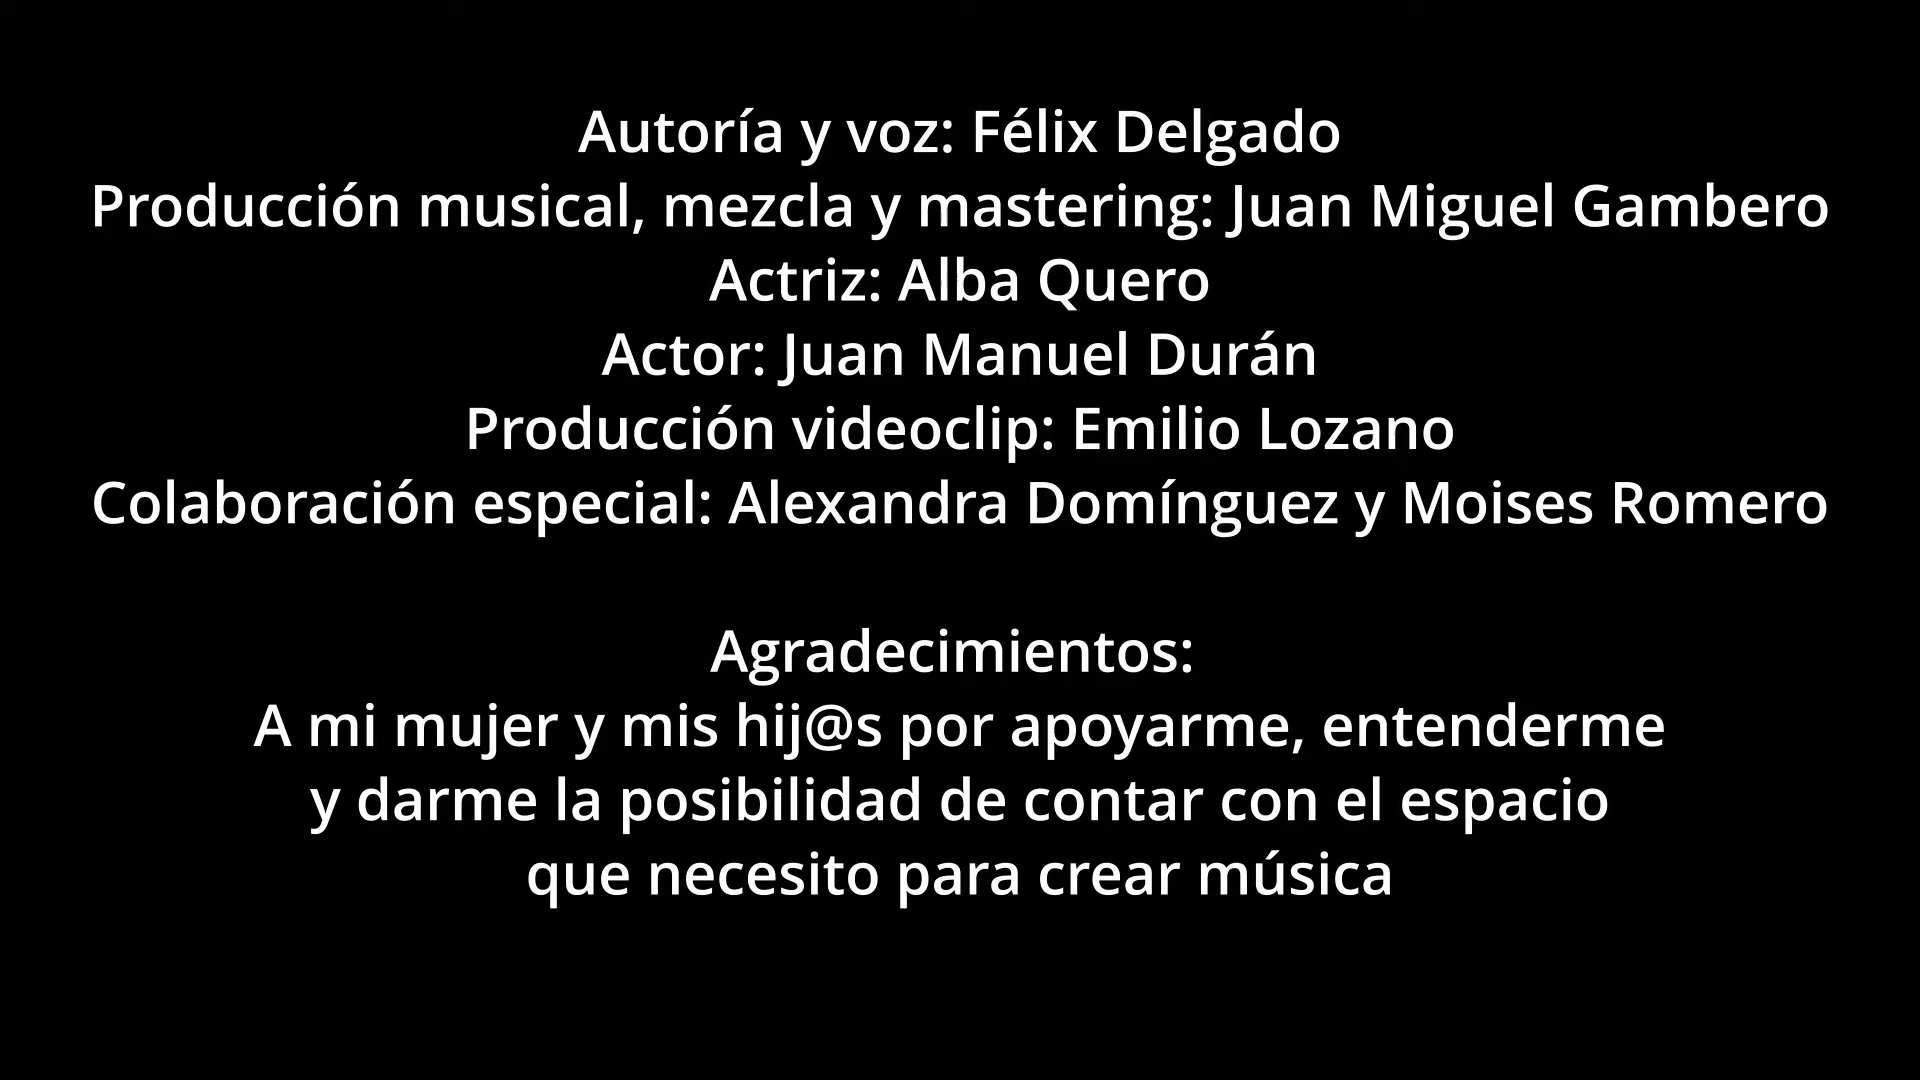 Autoría y voz: Félix Delgado
Producción musical, mezcla y mastering: Juan Miguel Gambero
Actriz: Alba Quero
Actor: Juan Manuel Durán
Producción videoclip: Emilio Lozano
Colaboración especial: Alexandra Domínguez y Moises Romero
Agradecimientos:
A mi mujer y mis hij@s por apoyarme, entenderme
y darme la posibilidad de contar con el espacio
que necesito para crear música